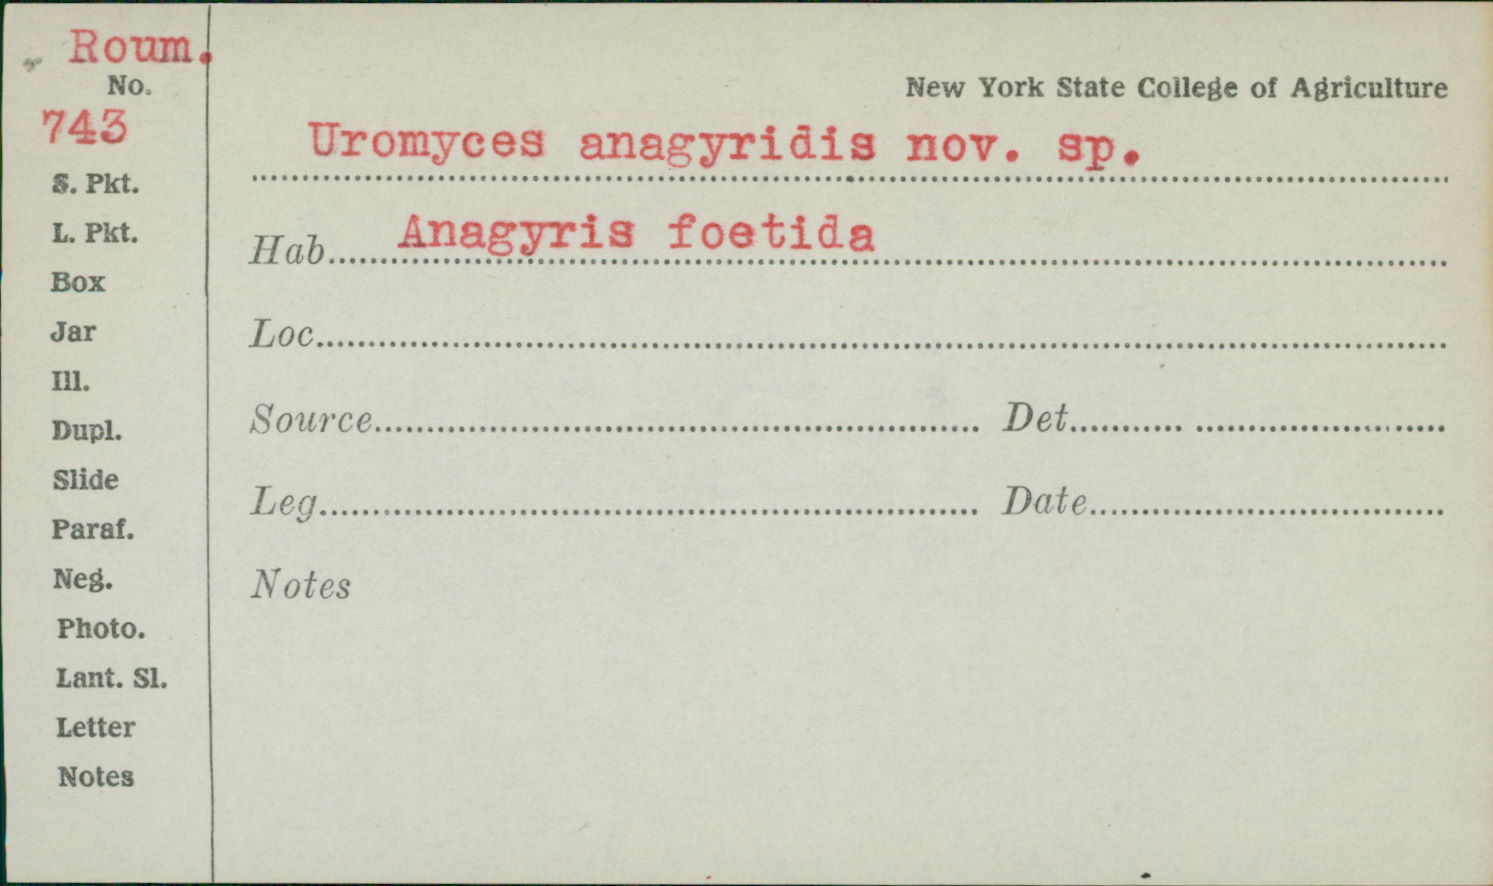 Roum.
No.
743
S. Pkt.
L. Pkt.
Box
Jar
Ill.
Dupl.
Slide
Paraf.
Neg.
Photo.
Lant. Sl.
Letter
Notes
New York State College of Agriculture
Uromyces anagyridis nov. sp.
Hab. Anagyris foetida
Loc.
Source Det.
Leg. Date
Notes